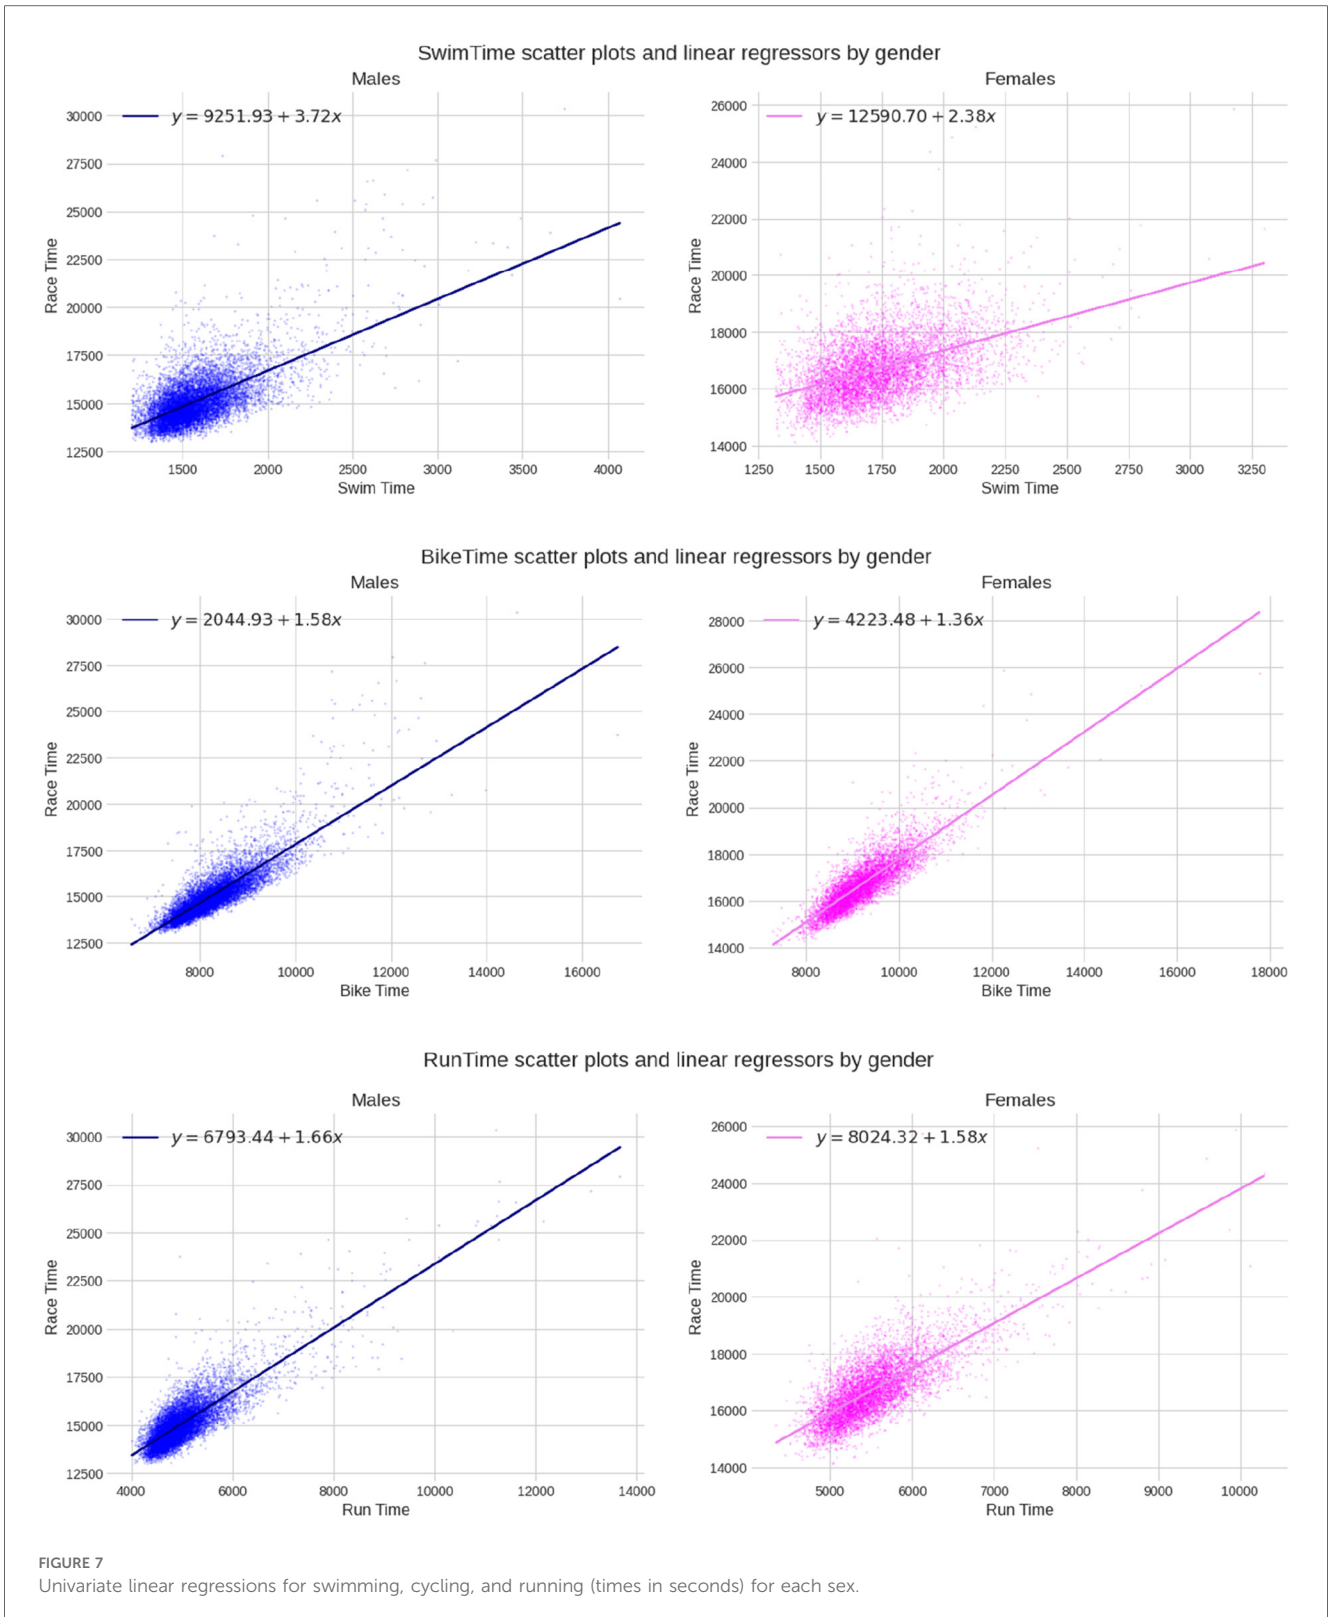 SwimTime scatter plots and linear regressors by gender
Males
Females
y = 9251.93 + 3.72x
y = 12590.70 + 2.38x
30000
27500
25000
22500
20000
17500
15000
12500
Race Time
1500 2000 2500 3000 3500 4000
Swim Time
26000
24000
22000
20000
18000
16000
14000
Race Time
1250 1500 1750 2000 2250 2500 2750 3000 3250
Swim Time
BikeTime scatter plots and linear regressors by gender
Males
Females
y = 2044.93 + 1.58x
y = 4223.48 + 1.36x
30000
27500
25000
22500
20000
17500
15000
12500
Race Time
8000 10000 12000 14000 16000
Bike Time
28000
26000
24000
22000
20000
18000
16000
14000
Race Time
8000 10000 12000 14000 16000 18000
Bike Time
RunTime scatter plots and linear regressors by gender
Males
Females
y = 6793.44 + 1.66x
y = 8024.32 + 1.58x
30000
27500
25000
22500
20000
17500
15000
12500
Race Time
4000 6000 8000 10000 12000 14000
Run Time
26000
24000
22000
20000
18000
16000
14000
Race Time
5000 6000 7000 8000 9000 10000
Run Time
FIGURE 7
Univariate linear regressions for swimming, cycling, and running (times in seconds) for each sex.